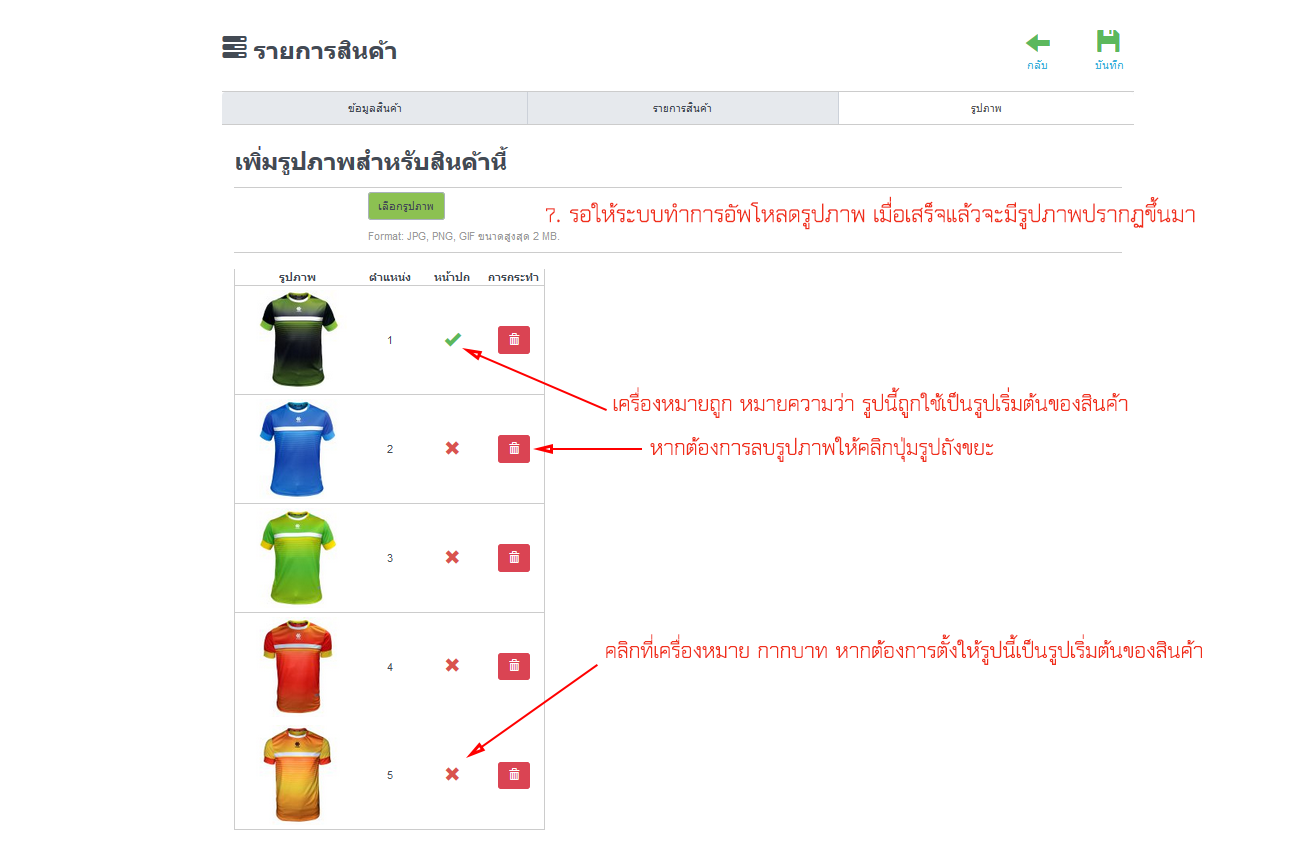 รายการสินค้า
กลับ
บันทึก
ข้อมูลสินค้า
รายการสินค้า
รูปภาพ
เพิ่มรูปภาพสำหรับสินค้านี้
เลือกรูปภาพ
7. รอให้ระบบทำการอัพโหลดรูปภาพ เมื่อเสร็จแล้วจะมีรูปภาพปรากฏขึ้นมา
Format: JPG, PNG, GIF ขนาดสูงสุด 2 MB.
รูปภาพ ตำแหน่ง หน้าปก การกระทำ
1
เครื่องหมายถูก หมายความว่า รูปนี้ถูกใช้เป็นรูปเริ่มต้นของสินค้า
2
หากต้องการลบรูปภาพให้คลิกปุ่มรูปถังขยะ
3
คลิกที่เครื่องหมาย กากบาท หากต้องการตั้งให้รูปนี้เป็นรูปเริ่มต้นของสินค้า
4
5